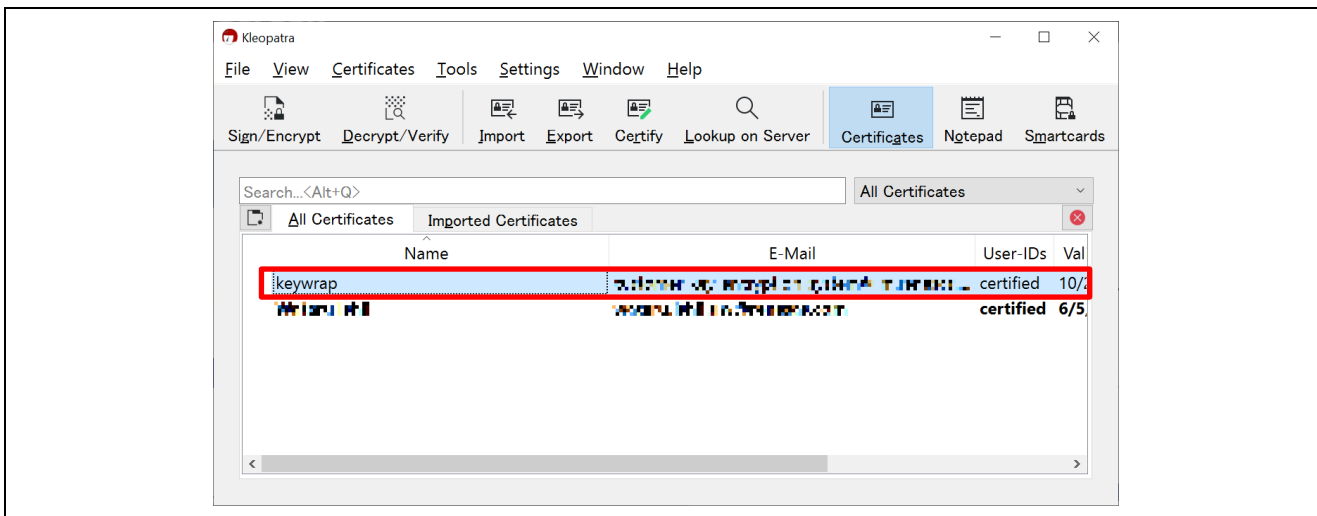 Kleopatra
File View Certificates Tools Settings Window Help
Sign/Encrypt Decrypt/Verify Import Export Certify Lookup on Server Certificates Notepad Smartcards
Search...<Alt+Q> All Certificates
All Certificates Imported Certificates
Name E-Mail User-IDs Val
keywrap certified 10/2
certified 6/5